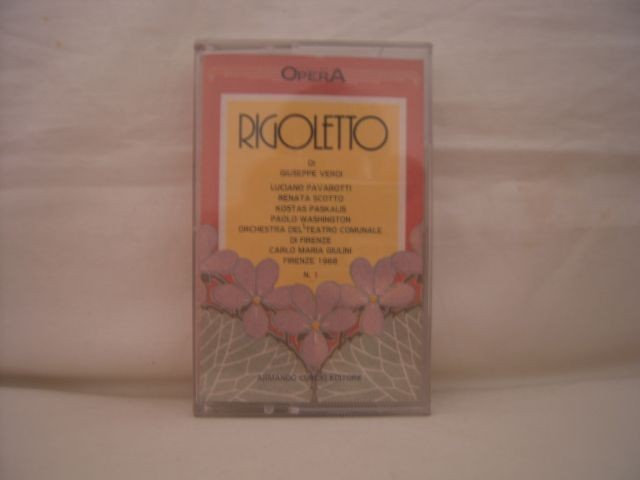 OPERA
RIGOLETTO
DI
GIUSEPPE VERDI
LUCIANO PAVAROTTI
RENATA SCOTTO
KOSTAS PASKALIS
PAOLO WASHINGTON
ORCHESTRA DEL TEATRO COMUNALE
DI FIRENZE
CARLO MARIA GIULINI
FIRENZE 1966
N. 1
ARMANDO CURCIO EDITORE